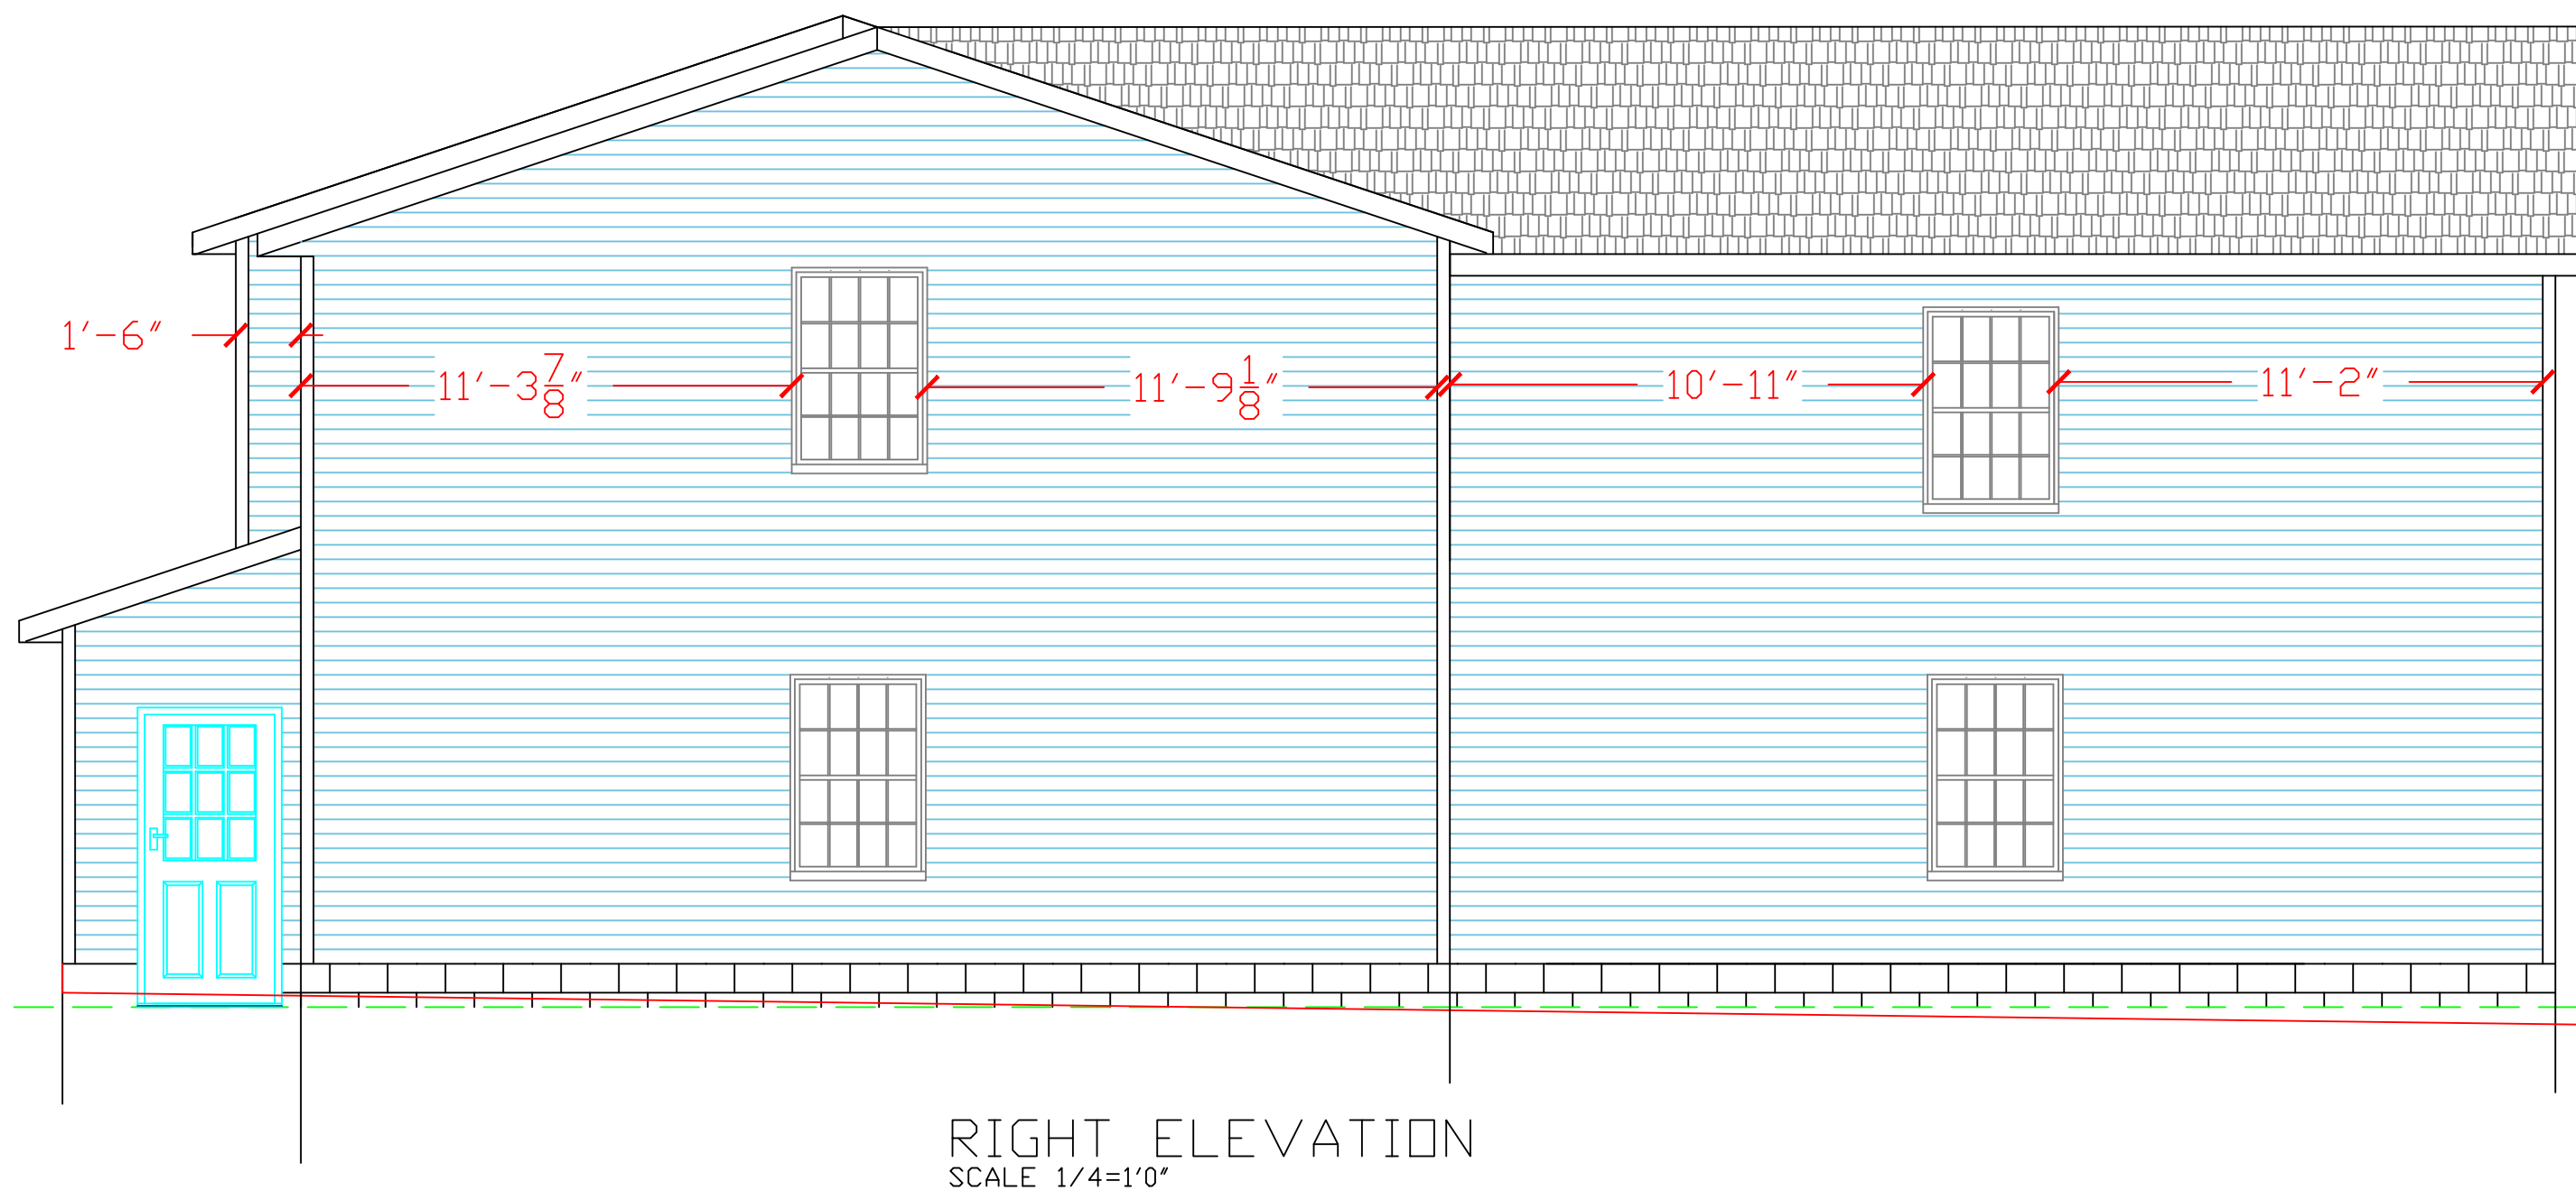 1'-6"
11'-3 7/8"
11'-9 1/8"
10'-11"
11'-2"
RIGHT ELEVATION
SCALE 1/4=1'0"